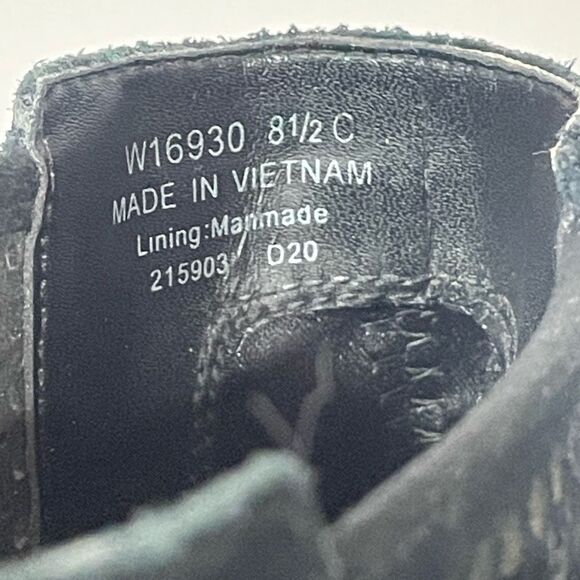 W16930 8½ C
MADE IN VIETNAM
Lining:Manmade
215903 D20